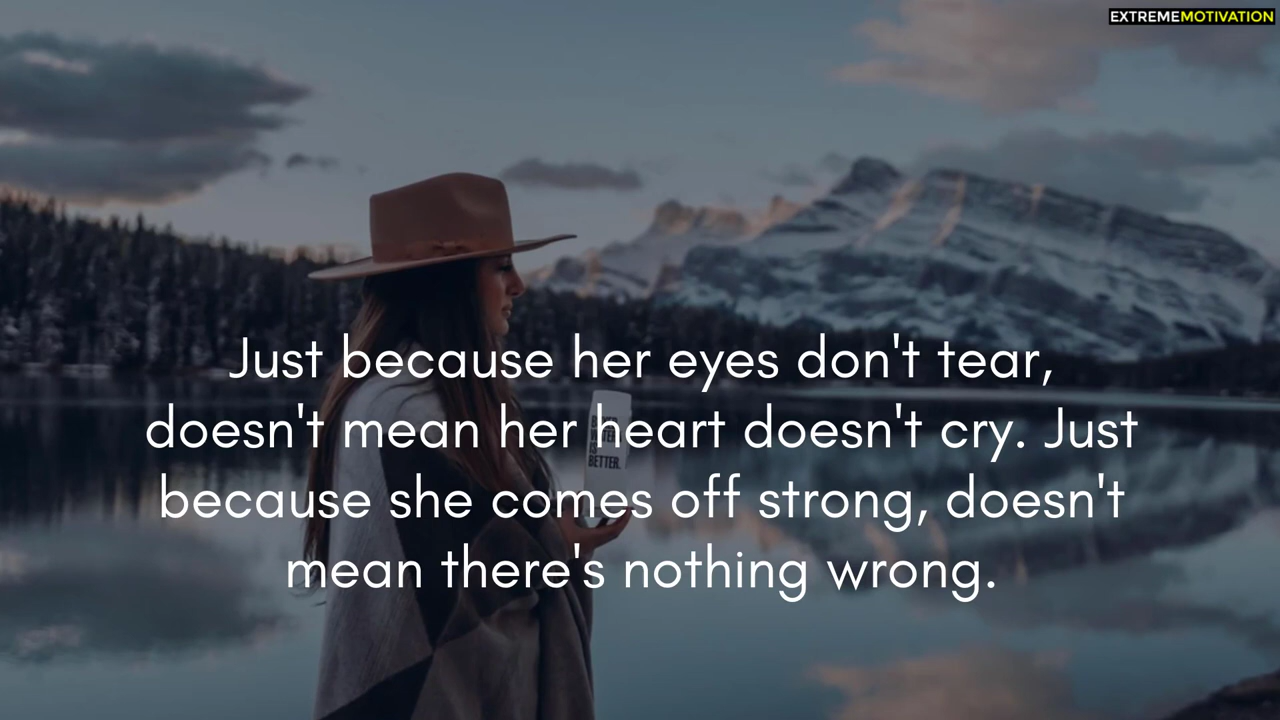 EXTREMEMOTIVATION
Just because her eyes don't tear,
doesn't mean her heart doesn't cry. Just
BETTER.
because she comes off strong, doesn't
mean there's nothing wrong.